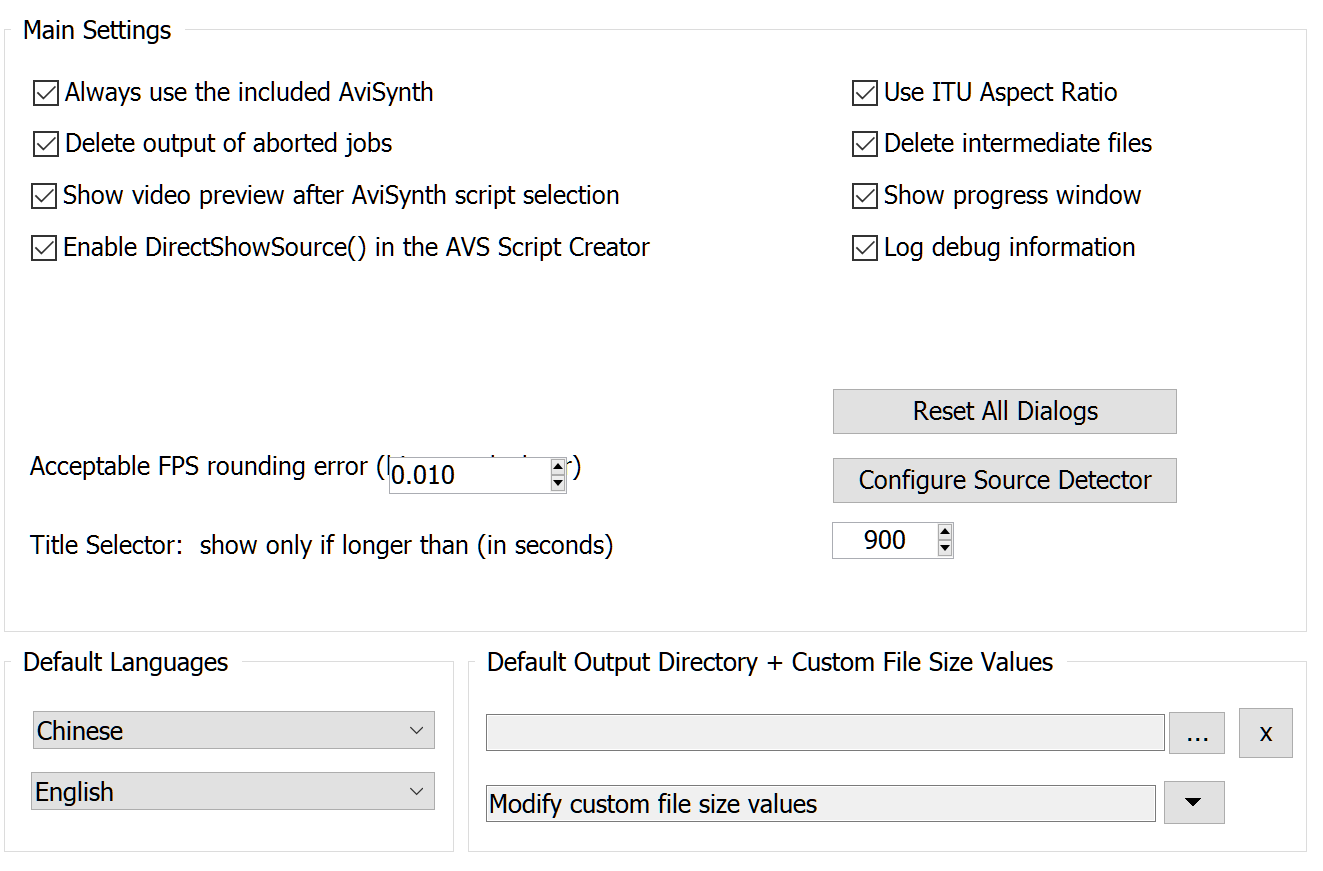 Main Settings
Always use the included AviSynth
Use ITU Aspect Ratio
Delete output of aborted jobs
Delete intermediate files
Show video preview after AviSynth script selection
Show progress window
Enable DirectShowSource() in the AVS Script Creator
Log debug information
Reset All Dialogs
Acceptable FPS rounding error (
0.010
)
Configure Source Detector
Title Selector: show only if longer than (in seconds)
900
Default Languages
Default Output Directory + Custom File Size Values
Chinese
...
x
English
Modify custom file size values